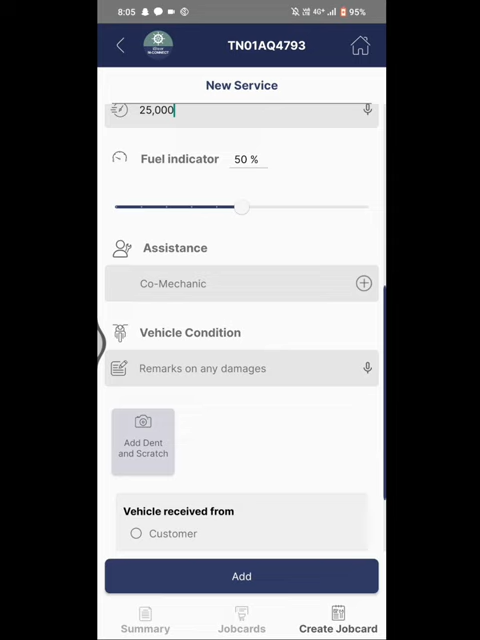 8:05
4G+
95%
TN01AQ4793
New Service
25,000
Fuel indicator 50 %
Assistance
Co-Mechanic
Vehicle Condition
Remarks on any damages
Add Dent
and Scratch
Vehicle received from
Customer
Add
Summary Jobcards Create Jobcard